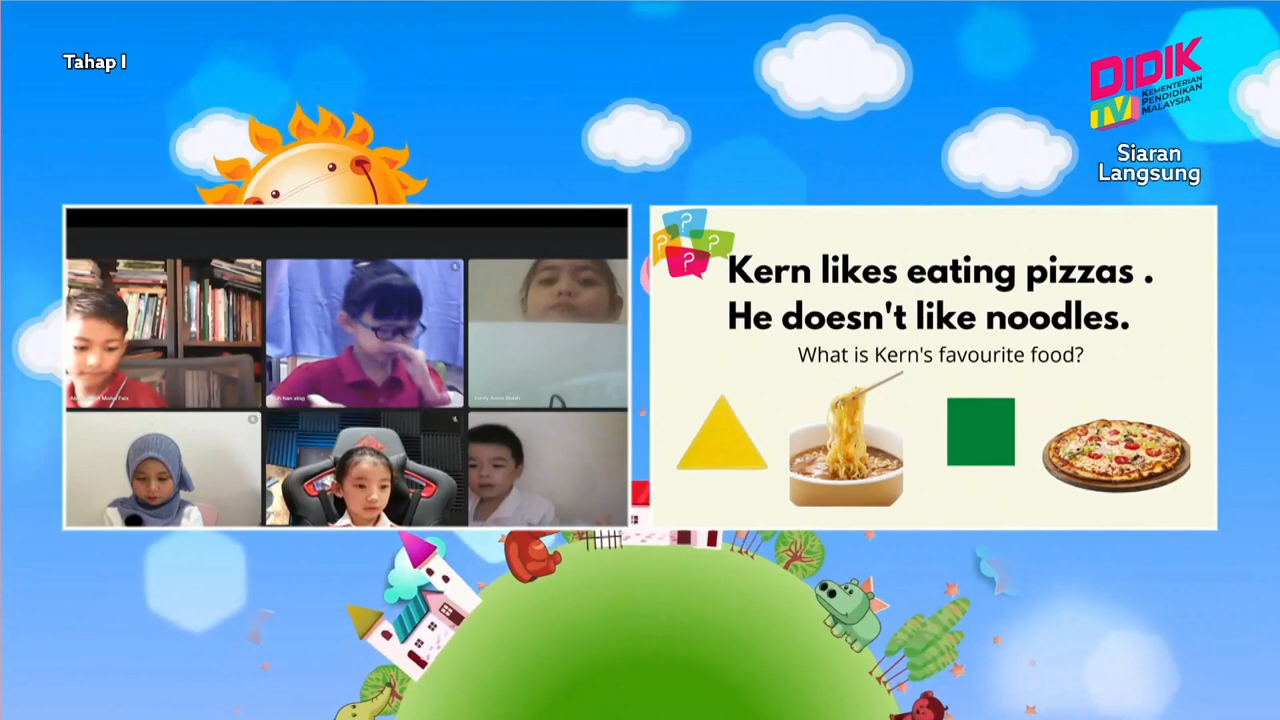 Tahap I
DIDIK
TV
KEMENTERIAN
PENDIDIKAN
MALAYSIA
Siaran
Langsung
Kern likes eating pizzas .
He doesn't like noodles.
What is Kern's favourite food?
? ? ? ?